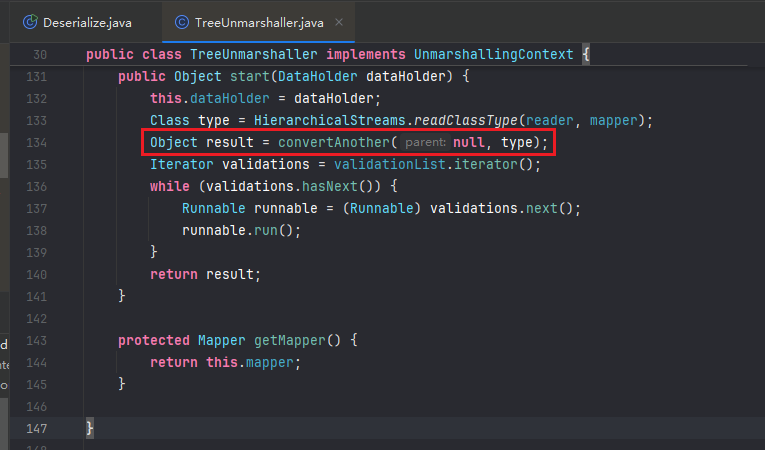 Deserialize.java
TreeUnmarshaller.java
30 public class TreeUnmarshaller implements UnmarshallingContext {
131 public Object start(DataHolder dataHolder) {
132 this.dataHolder = dataHolder;
133 Class type = HierarchicalStreams.readClassType(reader, mapper);
134 Object result = convertAnother( parent: null, type);
135 Iterator validations = validationList.iterator();
136 while (validations.hasNext()) {
137 Runnable runnable = (Runnable) validations.next();
138 runnable.run();
139 }
140 return result;
141 }
142
143 protected Mapper getMapper() {
144 return this.mapper;
145 }
146
147 }